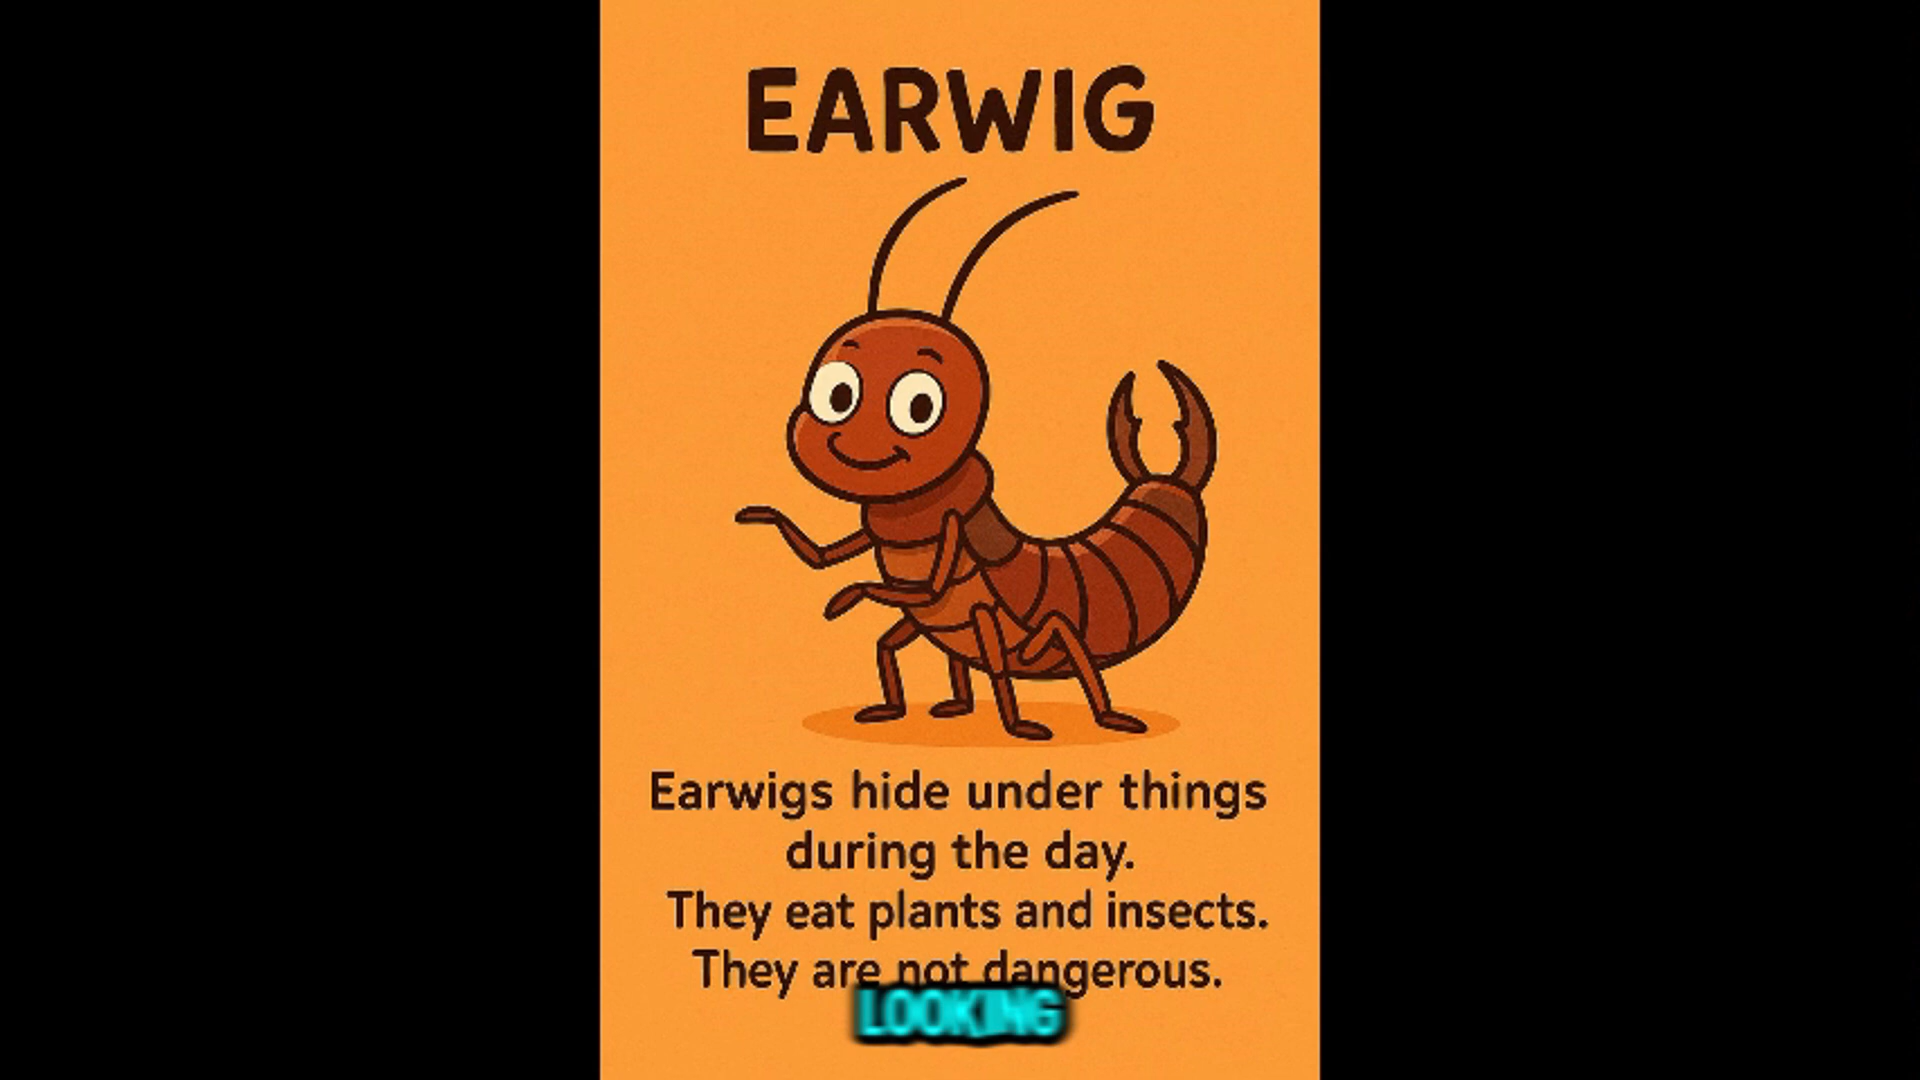 EARWIG
Earwigs hide under things
during the day.
They eat plants and insects.
They are not dangerous.
LOOKING